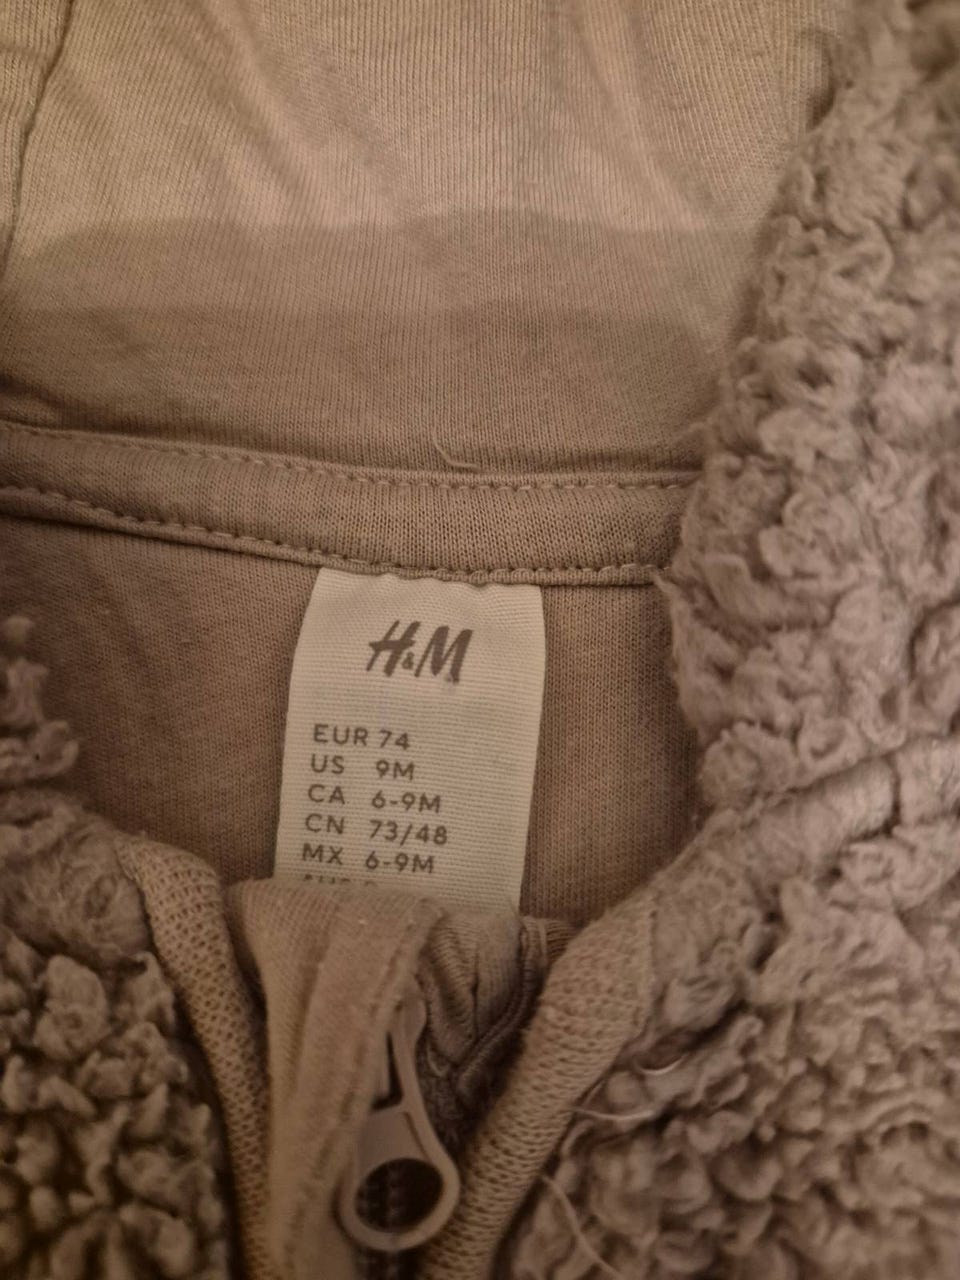 H&M
EUR 74
US 9M
CA 6-9M
CN 73/48
MX 6-9M